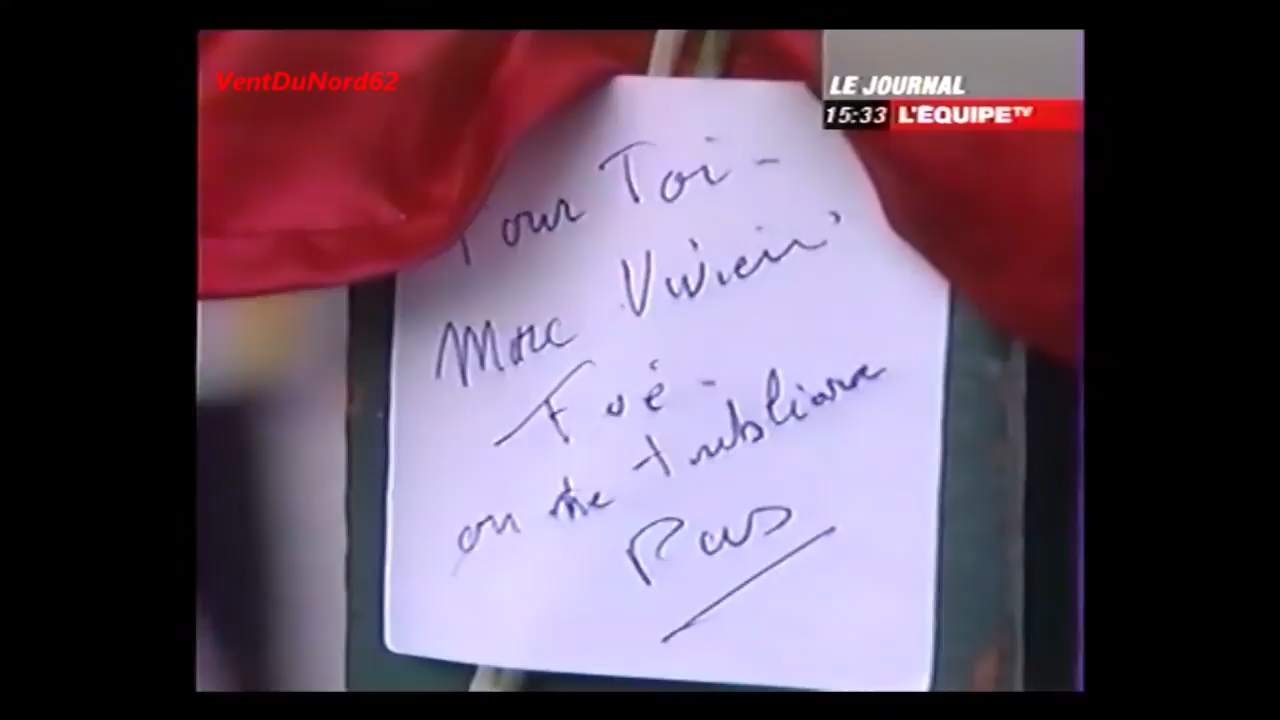 VentDuNord62
LE JOURNAL
15:33 L'ÉQUIPE TV
Pour Toi -
Marc Vivien
Foé -
on ne t'oubliera
Pas